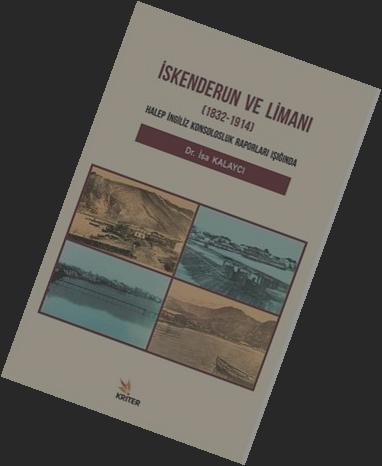 İSKENDERUN VE LİMANI
(1832-1914)
HALEP İNGİLİZ KONSOLOSLUK RAPORLARI IŞIĞINDA
Dr. İsa KALAYCI
KRİTER